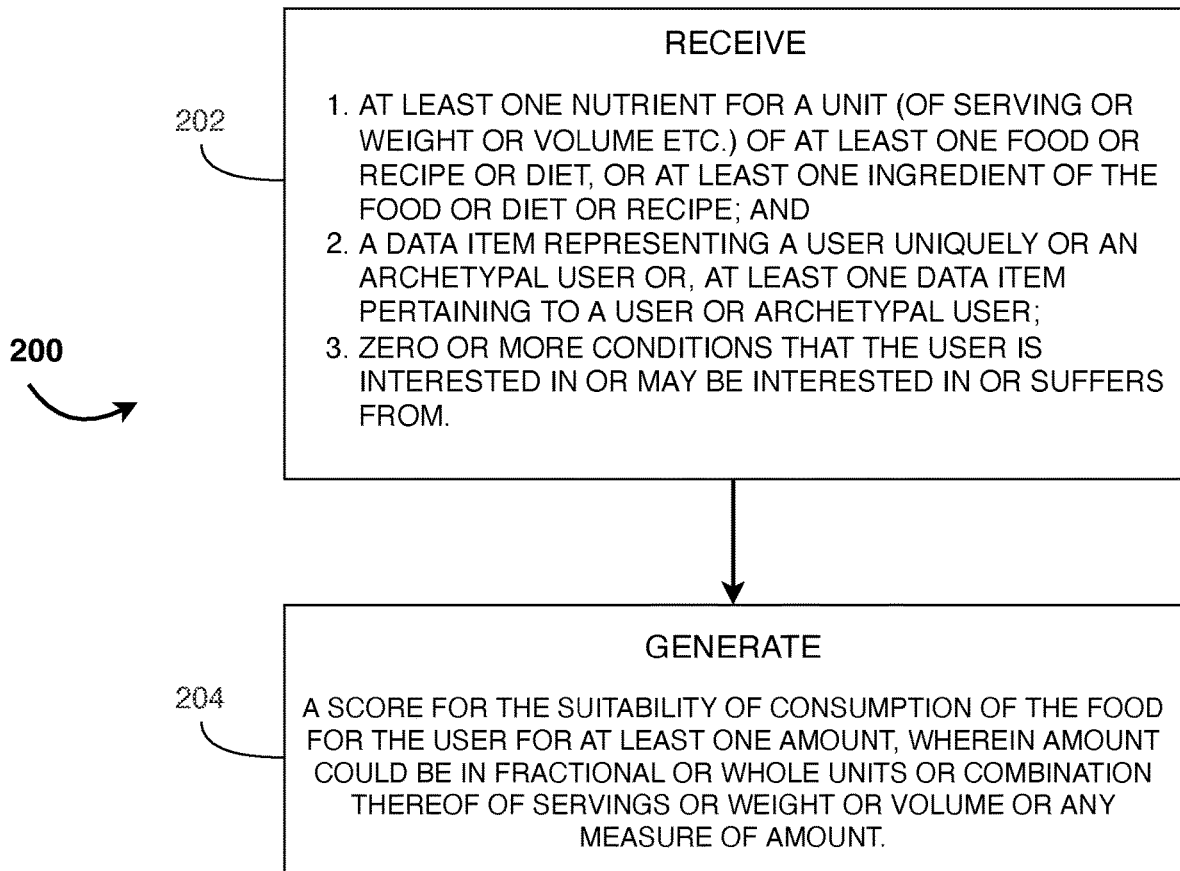 RECEIVE
202
1. AT LEAST ONE NUTRIENT FOR A UNIT (OF SERVING OR
WEIGHT OR VOLUME ETC.) OF AT LEAST ONE FOOD OR
RECIPE OR DIET, OR AT LEAST ONE INGREDIENT OF THE
FOOD OR DIET OR RECIPE; AND
2. A DATA ITEM REPRESENTING A USER UNIQUELY OR AN
ARCHETYPAL USER OR, AT LEAST ONE DATA ITEM
PERTAINING TO A USER OR ARCHETYPAL USER;
200
3. ZERO OR MORE CONDITIONS THAT THE USER IS
INTERESTED IN OR MAY BE INTERESTED IN OR SUFFERS
FROM.
GENERATE
204
A SCORE FOR THE SUITABILITY OF CONSUMPTION OF THE FOOD
FOR THE USER FOR AT LEAST ONE AMOUNT, WHEREIN AMOUNT
COULD BE IN FRACTIONAL OR WHOLE UNITS OR COMBINATION
THEREOF OF SERVINGS OR WEIGHT OR VOLUME OR ANY
MEASURE OF AMOUNT.